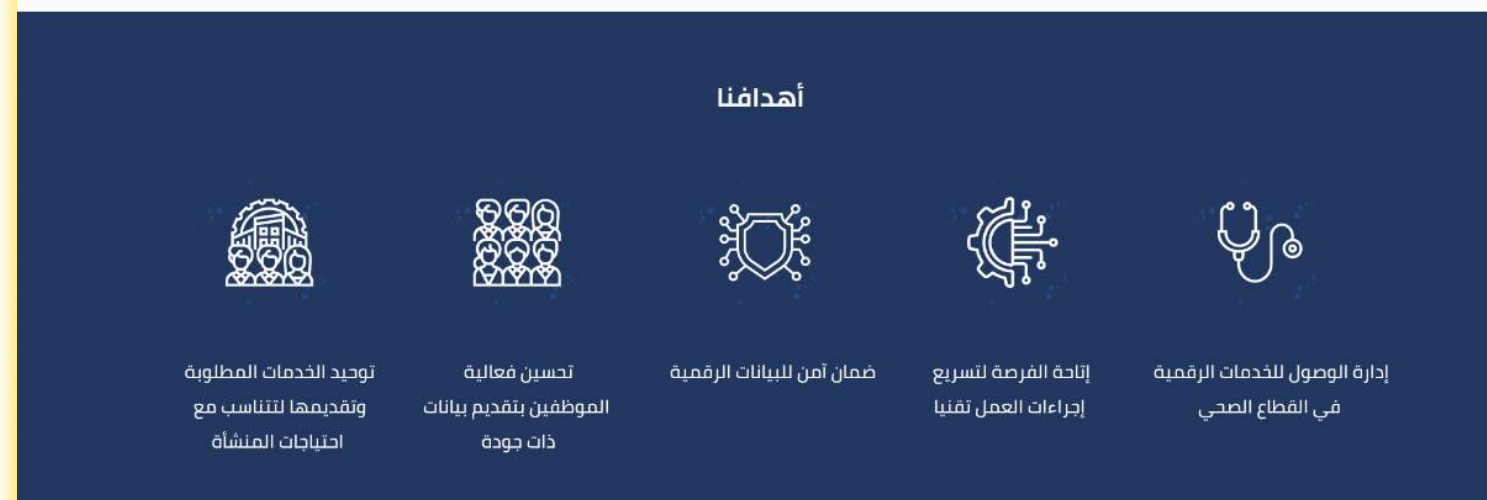 أهدافنا
إدارة الوصول للخدمات الرقمية
في القطاع الصحي
إتاحة الفرصة لتسريع
إجراءات العمل تقنيا
ضمان آمن للبيانات الرقمية
تحسين فعالية
الموظفين بتقديم بيانات
ذات جودة
توحيد الخدمات المطلوبة
وتقديمها لتتناسب مع
احتياجات المنشأة